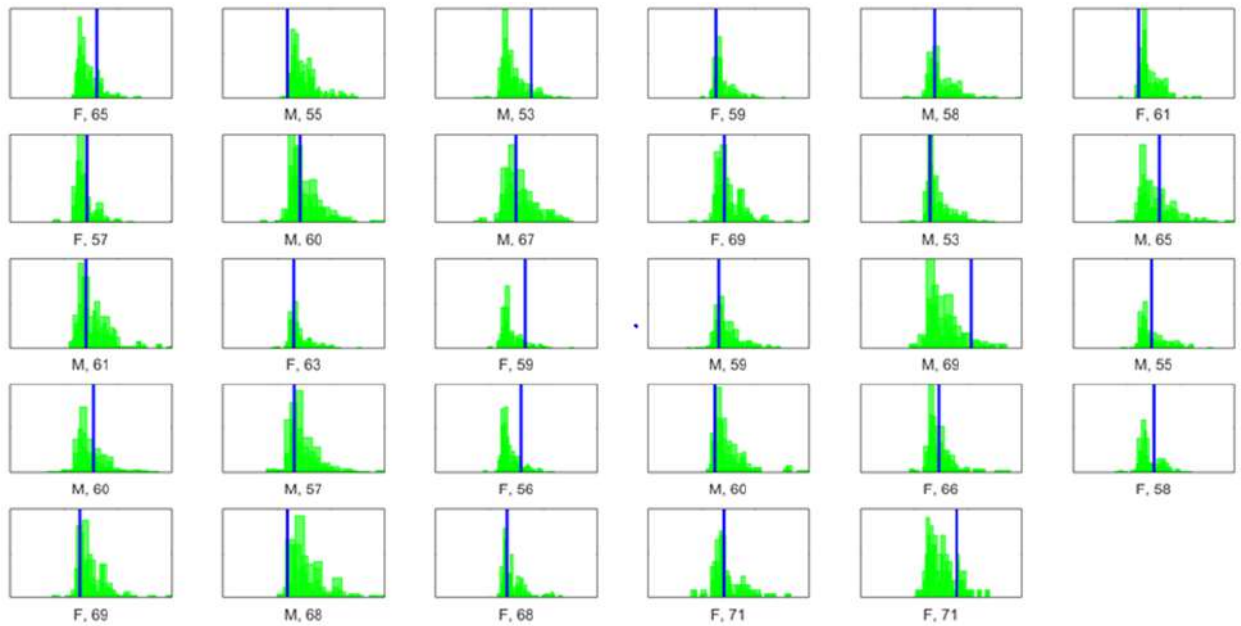 F, 65 M, 55 M, 53 F, 59 M, 58 F, 61
F, 57 M, 60 M, 67 F, 69 M, 53 M, 65
M, 61 F, 63 F, 59 M, 59 M, 69 M, 55
M, 60 M, 57 F, 56 M, 60 F, 66 F, 58
F, 69 M, 68 F, 68 F, 71 F, 71